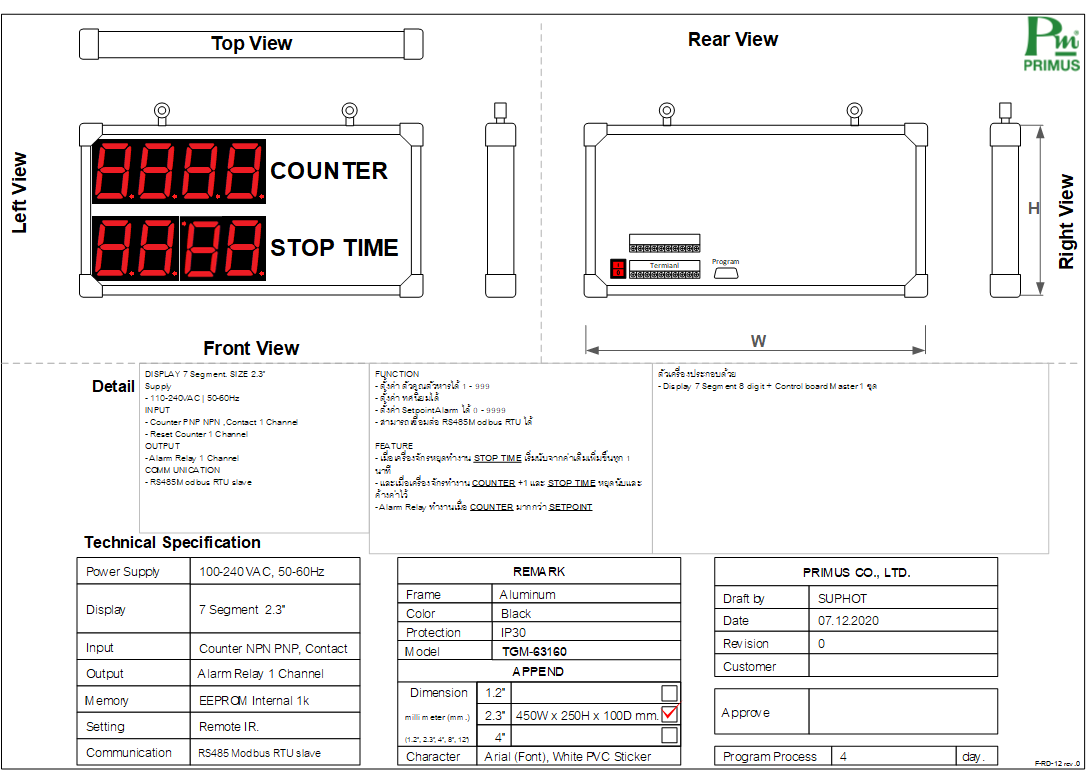 Top View
Rear View
Pm
PRIMUS
Left View
COUNTER
STOP TIME
Termianl
Program
H
Right View
W
Front View
Detail
DISPLAY 7 Segment. SIZE 2.3"
Supply
- 110-240VAC | 50-60Hz
INPUT
- Counter PNP NPN ,Contact 1 Channel
- Reset Counter 1 Channel
OUTPUT
- Alarm Relay 1 Channel
COMMUNICATION
- RS485Modbus RTU slave
FUNCTION
- ตั้งค่า ตัวคูณตัวหารได้ 1 - 999
- ตั้งค่า ทศนิยมได้
- ตั้งค่า SetpointAlarm ได้ 0 - 9999
- สามารถเชื่อมต่อ RS485Modbus RTU ได้
FEATURE
- เมื่อเครื่องจักรหยุดทำงาน STOP TIME เริ่มนับจากค่าเดิมเพิ่มขึ้นทุก 1
นาที
- และเมื่อเครื่องจักรทำงาน COUNTER +1 และ STOP TIME หยุดนับและ
ค้างค่าไว้
- Alarm Relay ทำงานเมื่อ COUNTER มากกว่า SETPOINT
ตัวเครื่องประกอบด้วย
- Display 7 Segment 8 digit + Control board Master 1 ชุด
Technical Specification
Power Supply 100-240VAC, 50-60Hz
Display 7 Segment 2.3"
Input Counter NPN PNP, Contact
Output Alarm Relay 1 Channel
Memory EEPROM Internal 1k
Setting Remote IR.
Communication RS485 Modbus RTU slave
REMARK
Frame Aluminum
Color Black
Protection IP30
Model TGM-63160
APPEND
Dimension 1.2"
millimeter (mm.) 2.3" 450W x 250H x 100D mm.
(1.2", 2.3", 4", 8", 12") 4"
Character Arial (Font), White PVC Sticker
PRIMUS CO., LTD.
Draft by SUPHOT
Date 07.12.2020
Revision 0
Customer
Approve
Program Process 4 day.
F-RD-12 rev.0